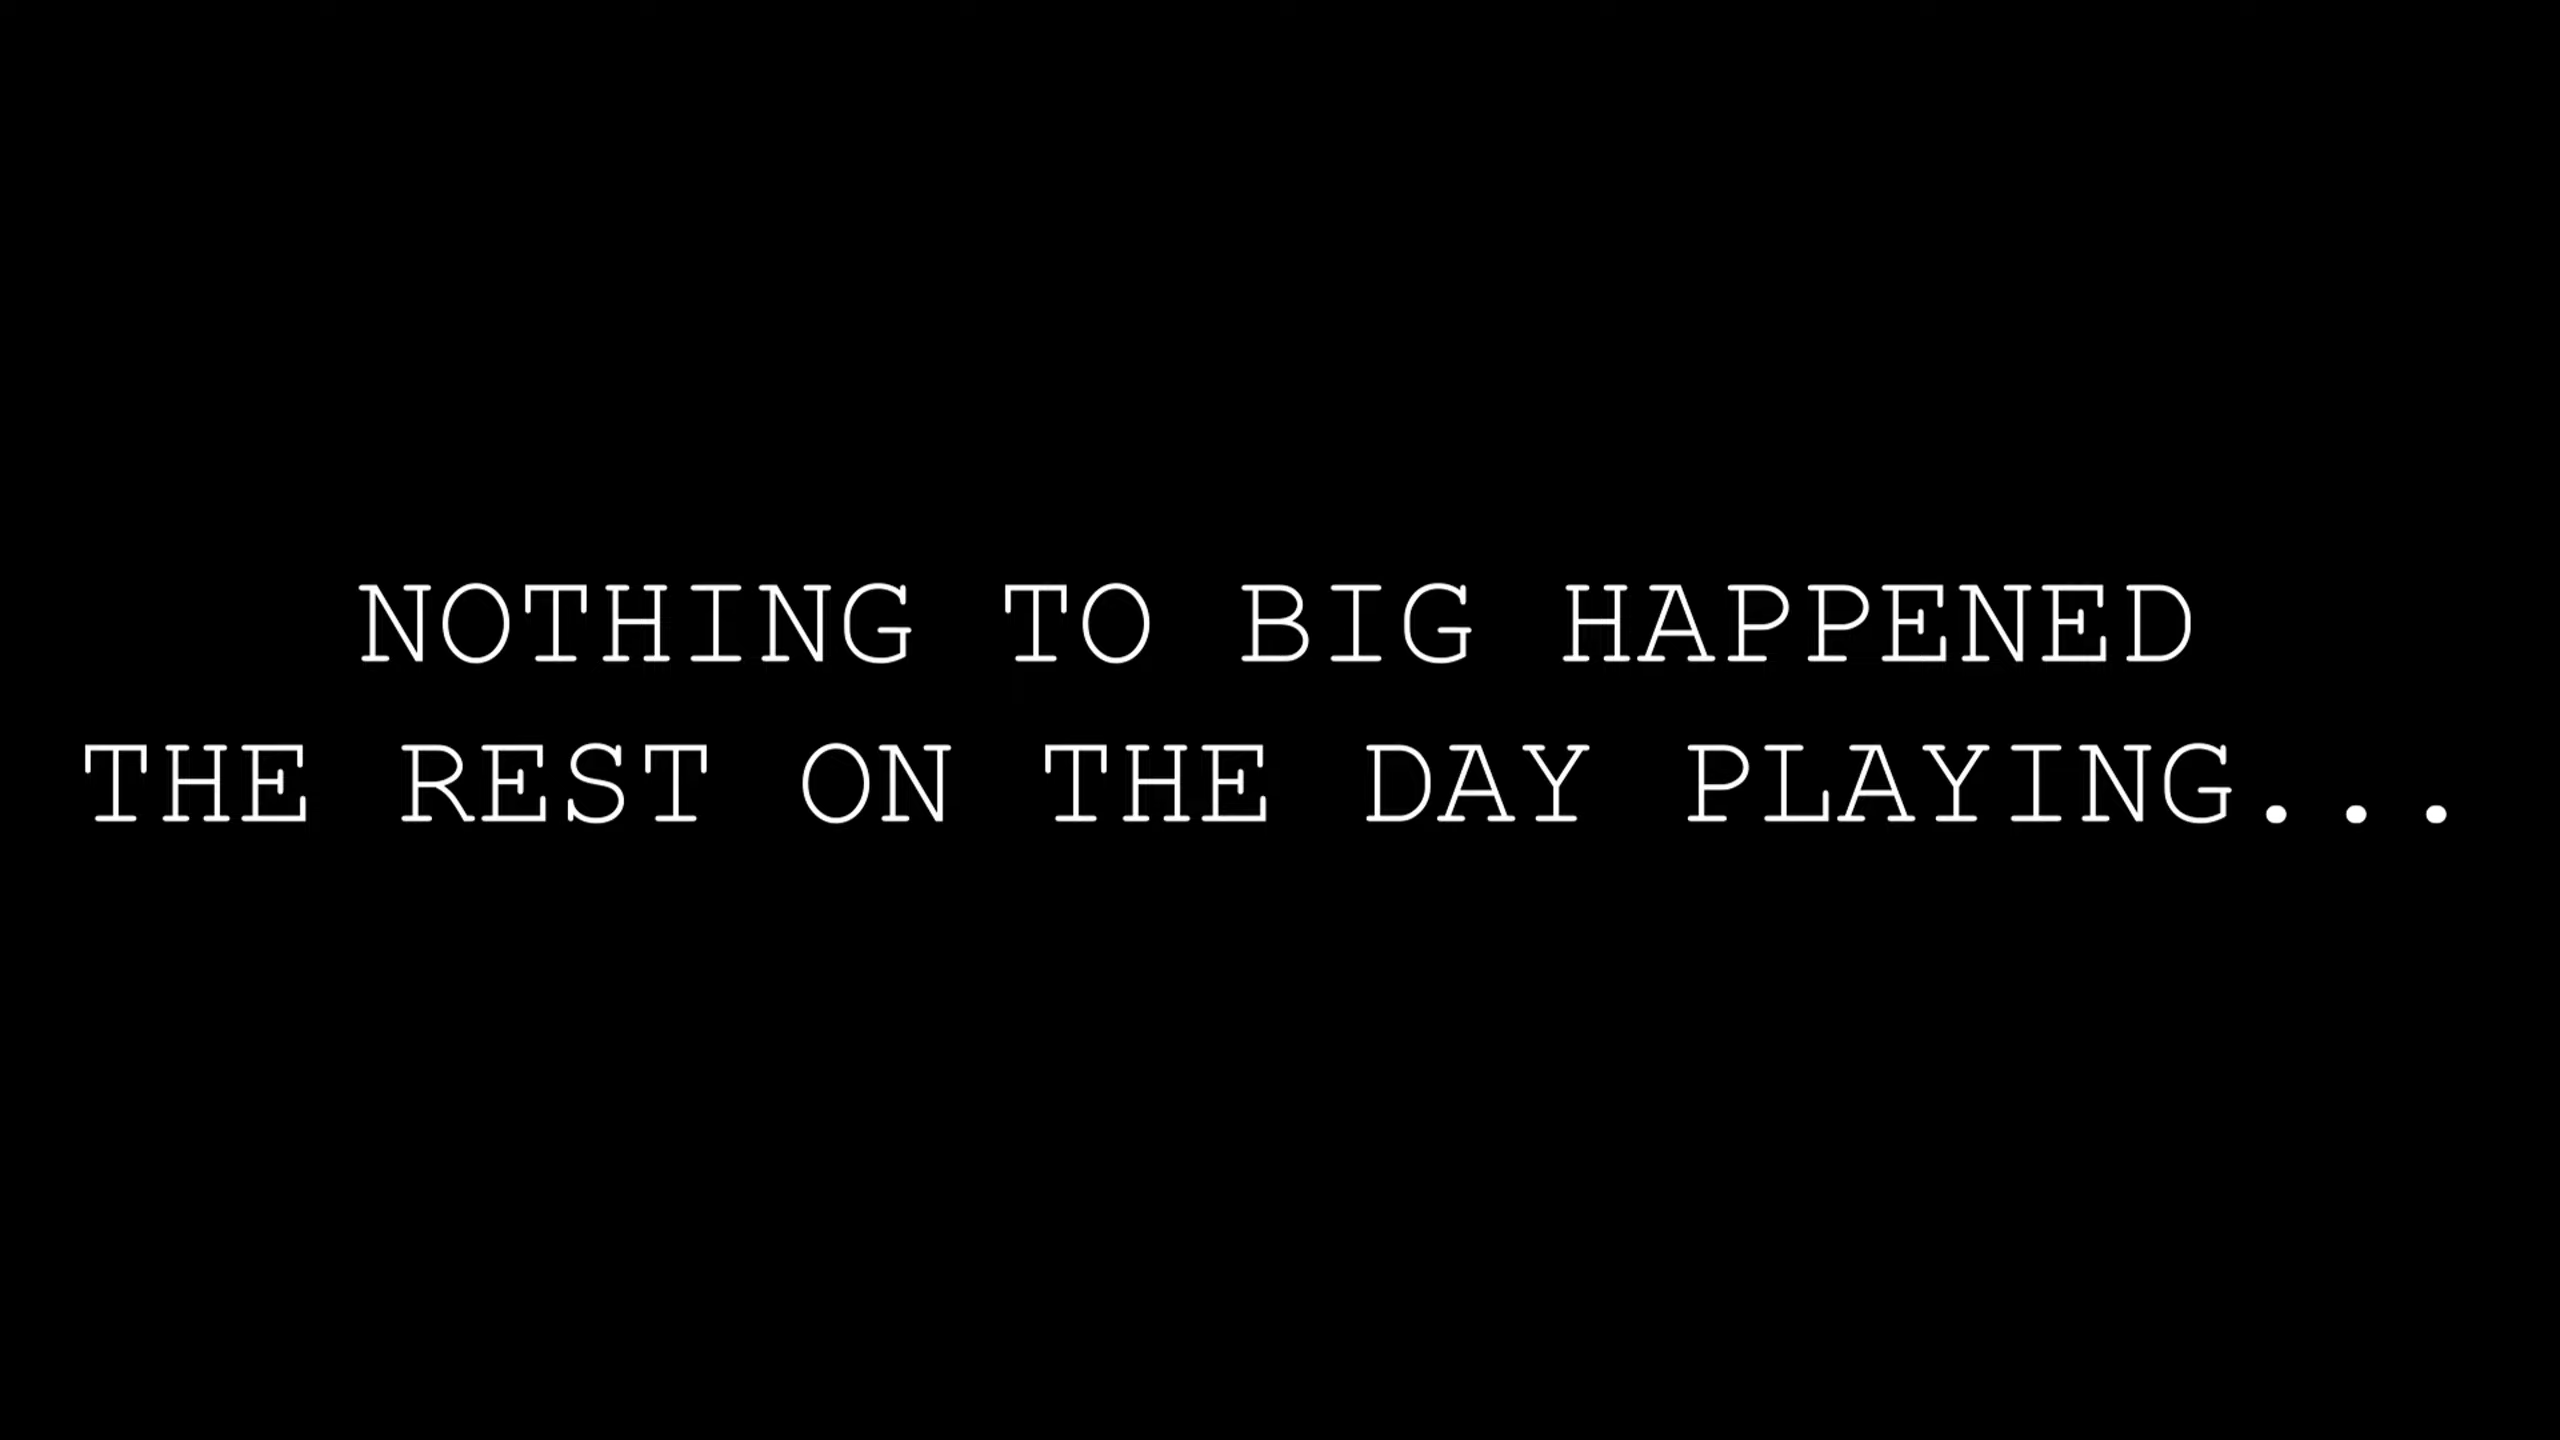 NOTHING TO BIG HAPPENED
THE REST ON THE DAY PLAYING...